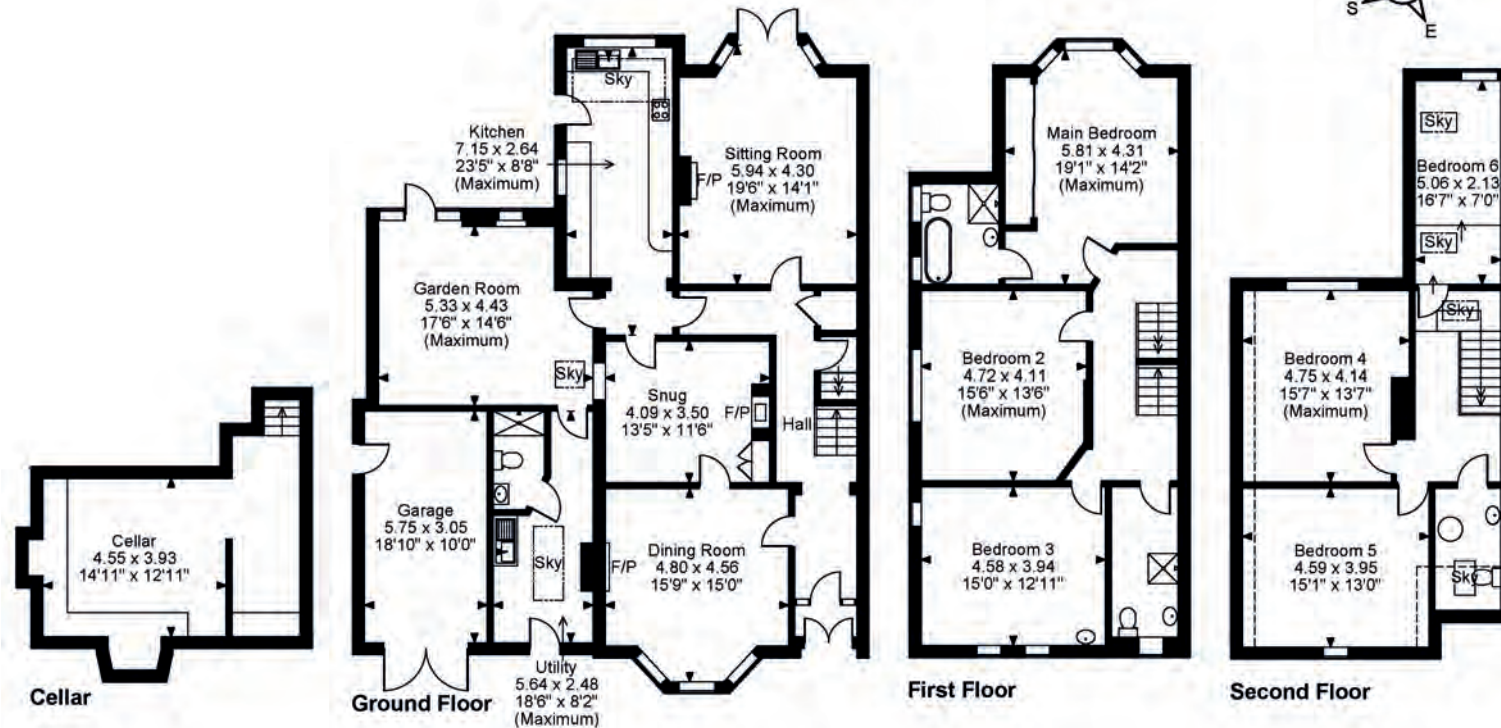 S
E
Kitchen
7.15 x 2.64
23'5" x 8'8"
(Maximum)
Sky
Sitting Room
5.94 x 4.30
19'6" x 14'1"
(Maximum)
F/P
Garden Room
5.33 x 4.43
17'6" x 14'6"
(Maximum)
Sky
Snug
4.09 x 3.50
13'5" x 11'6"
F/P
Hall
Garage
5.75 x 3.05
18'10" x 10'0"
Sky
F/P
Dining Room
4.80 x 4.56
15'9" x 15'0"
Utility
5.64 x 2.48
18'6" x 8'2"
(Maximum)
Cellar
4.55 x 3.93
14'11" x 12'11"
Cellar
Ground Floor
Main Bedroom
5.81 x 4.31
19'1" x 14'2"
(Maximum)
Bedroom 2
4.72 x 4.11
15'6" x 13'6"
(Maximum)
Bedroom 3
4.58 x 3.94
15'0" x 12'11"
First Floor
Sky
Bedroom 6
5.06 x 2.13
16'7" x 7'0"
Sky
Sky
Bedroom 4
4.75 x 4.14
15'7" x 13'7"
(Maximum)
Bedroom 5
4.59 x 3.95
15'1" x 13'0"
Sky
Second Floor